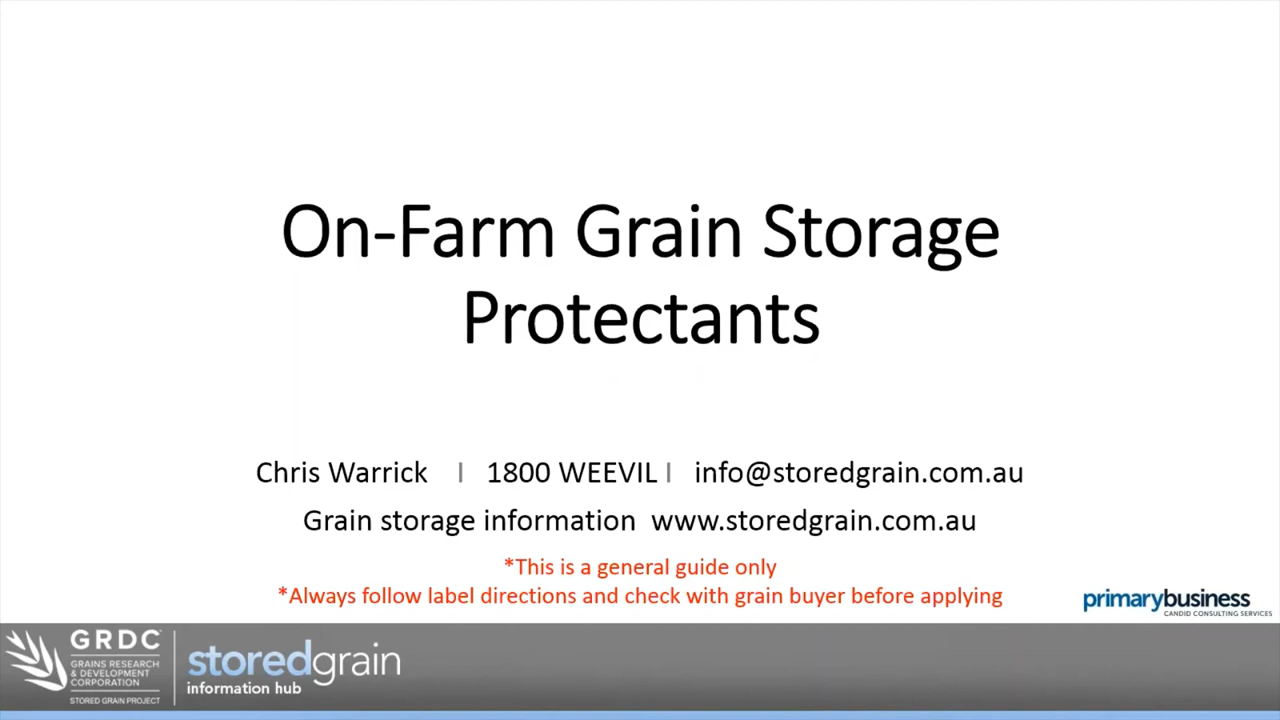 On-Farm Grain Storage
Protectants
Chris Warrick I 1800 WEEVIL I info@storedgrain.com.au
Grain storage information www.storedgrain.com.au
*This is a general guide only
*Always follow label directions and check with grain buyer before applying
primarybusiness
CANDID CONSULTING SERVICES
GRDC
GRAINS RESEARCH
& DEVELOPMENT
CORPORATION
STORED GRAIN PROJECT
storedgrain
information hub